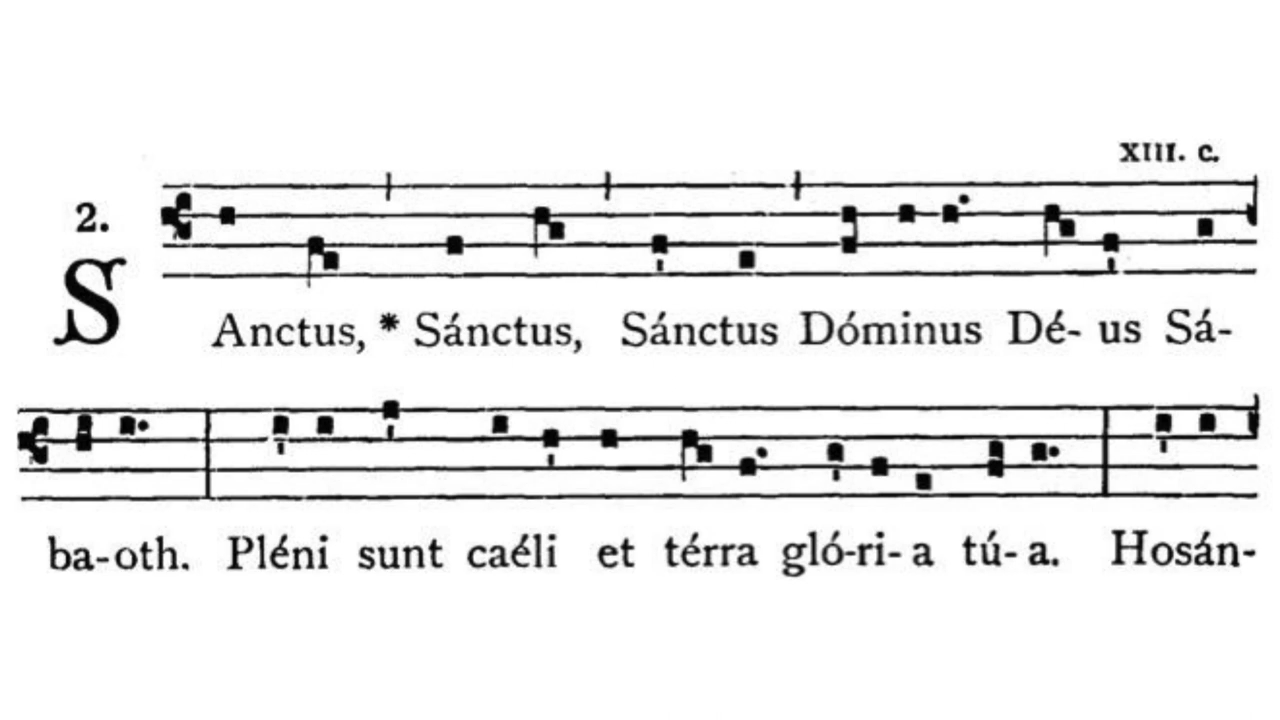 XIII. c.
2.
SAnctus, * Sánctus, Sánctus Dóminus Dé- us Sá-
ba-oth. Pléni sunt caéli et térra gló-ri- a tú- a. Hosán-